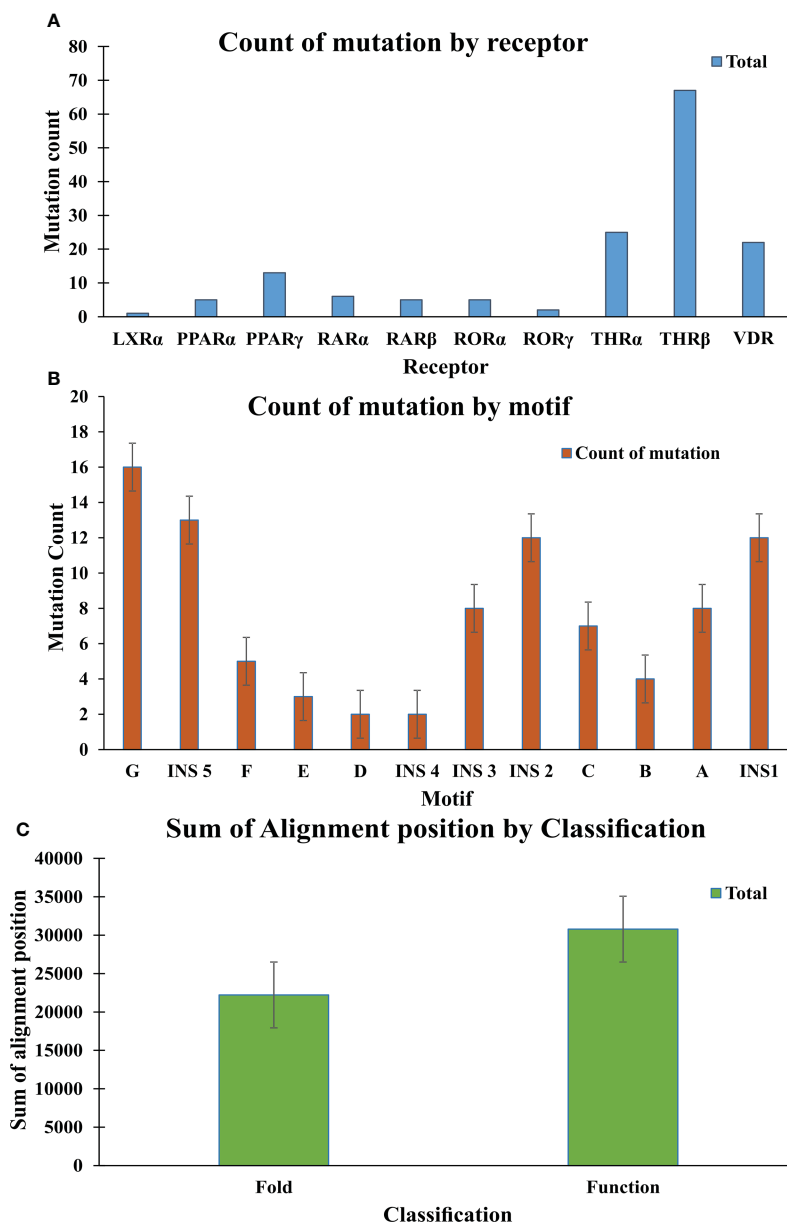 A
Count of mutation by receptor
Total
Mutation count
80
70
60
50
40
30
20
10
0
LXRα PPARα PPARγ RARα RARβ RORα RORγ THRα THRβ VDR
Receptor
B
Count of mutation by motif
Count of mutation
Mutation Count
20
18
16
14
12
10
8
6
4
2
0
G INS 5 F E D INS 4 INS 3 INS 2 C B A INS1
Motif
C
Sum of Alignment position by Classification
Total
Sum of alignment position
40000
35000
30000
25000
20000
15000
10000
5000
0
Fold Function
Classification